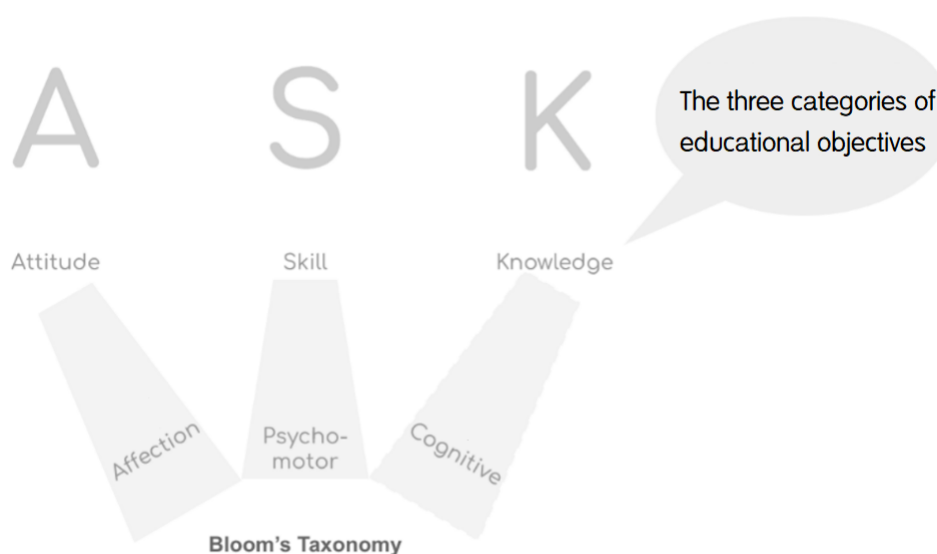 A S K
The three categories of
educational objectives
Attitude Skill Knowledge
Affection
Psycho-
motor
Cognitive
Bloom's Taxonomy